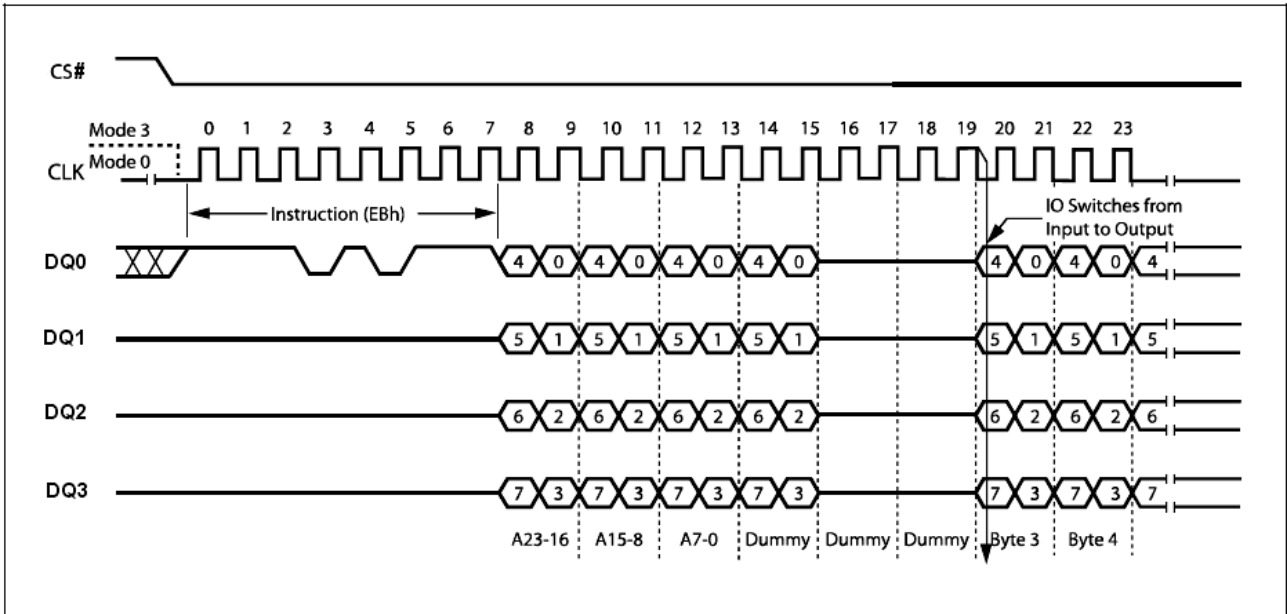 CS#
Mode 3
0 1 2 3 4 5 6 7 8 9 10 11 12 13 14 15 16 17 18 19 20 21 22 23
CLK Mode 0
Instruction (EBh)
IO Switches from
Input to Output
DQ0 4 0 4 0 4 0 4 0 4 0 4 0 4
DQ1 5 1 5 1 5 1 5 1 5 1 5 1 5
DQ2 6 2 6 2 6 2 6 2 6 2 6 2 6
DQ3 7 3 7 3 7 3 7 3 7 3 7 3 7
A23-16 A15-8 A7-0 Dummy Dummy Dummy Byte 3 Byte 4